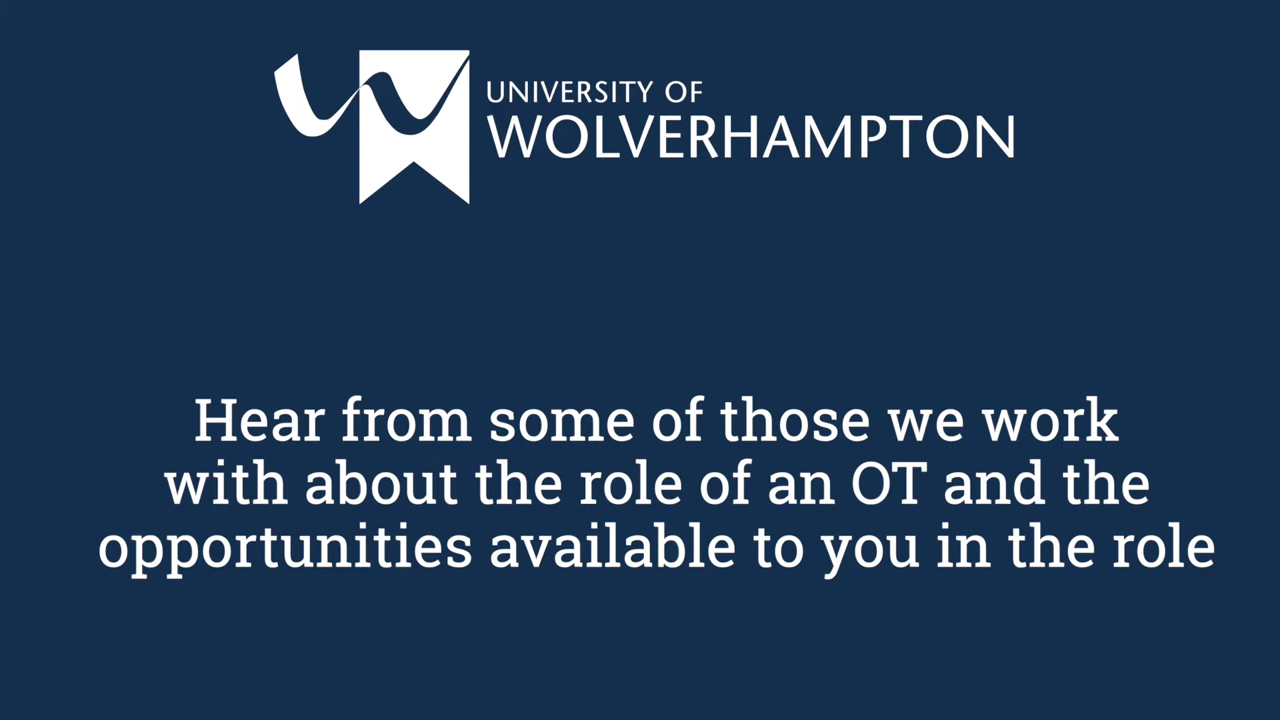 UNIVERSITY OF
WOLVERHAMPTON
Hear from some of those we work
with about the role of an OT and the
opportunities available to you in the role